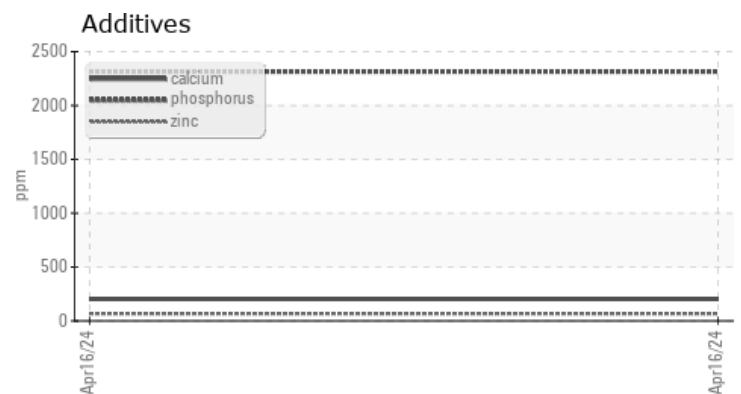 Additives
2500
2000
1500
1000
500
0
ppm
calcium
phosphorus
zinc
Apr16/24
Apr16/24